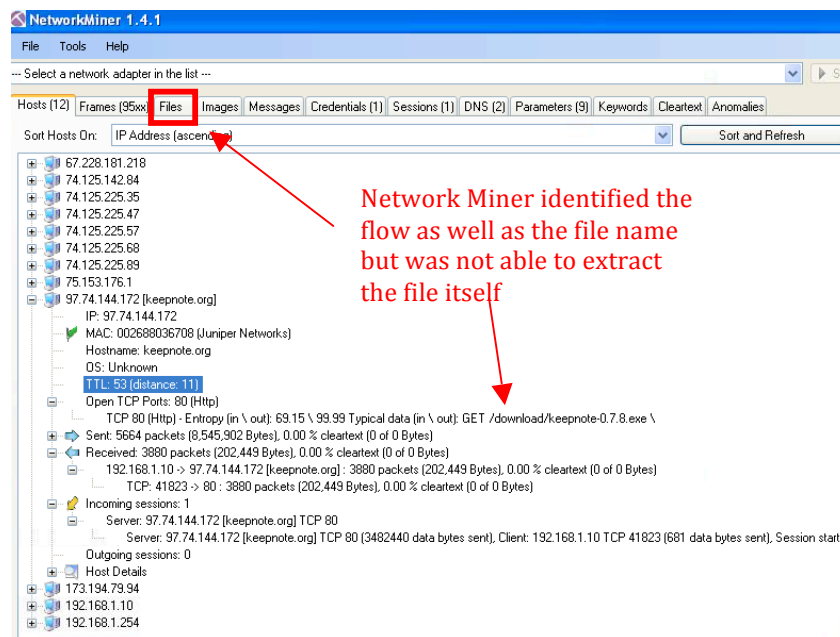 NetworkMiner 1.4.1
File Tools Help
--- Select a network adapter in the list ---
Hosts (12) Frames (95xx) Files Images Messages Credentials (1) Sessions (1) DNS (2) Parameters (9) Keywords Cleartext Anomalies
Sort Hosts On: IP Address (ascending) Sort and Refresh
67.228.181.218
74.125.142.84
74.125.225.35
74.125.225.47
74.125.225.57
74.125.225.68
74.125.225.89
75.153.176.1
97.74.144.172 [keepnote.org]
IP: 97.74.144.172
MAC: 002688036708 (Juniper Networks)
Hostname: keepnote.org
OS: Unknown
TTL: 53 (distance: 11)
Open TCP Ports: 80 (Http)
TCP 80 (Http) - Entropy (in \ out): 69.15 \ 99.99 Typical data (in \ out): GET /download/keepnote-0.7.8.exe \
Sent: 5664 packets (8,545,902 Bytes), 0.00 % cleartext (0 of 0 Bytes)
Received: 3880 packets (202,449 Bytes), 0.00 % cleartext (0 of 0 Bytes)
192.168.1.10 -> 97.74.144.172 [keepnote.org] : 3880 packets (202,449 Bytes), 0.00 % cleartext (0 of 0 Bytes)
TCP: 41823 -> 80 : 3880 packets (202,449 Bytes), 0.00 % cleartext (0 of 0 Bytes)
Incoming sessions: 1
Server: 97.74.144.172 [keepnote.org] TCP 80
Server: 97.74.144.172 [keepnote.org] TCP 80 (3482440 data bytes sent), Client: 192.168.1.10 TCP 41823 (681 data bytes sent), Session start
Outgoing sessions: 0
Host Details
173.194.79.94
192.168.1.10
192.168.1.254
Network Miner identified the
flow as well as the file name
but was not able to extract
the file itself